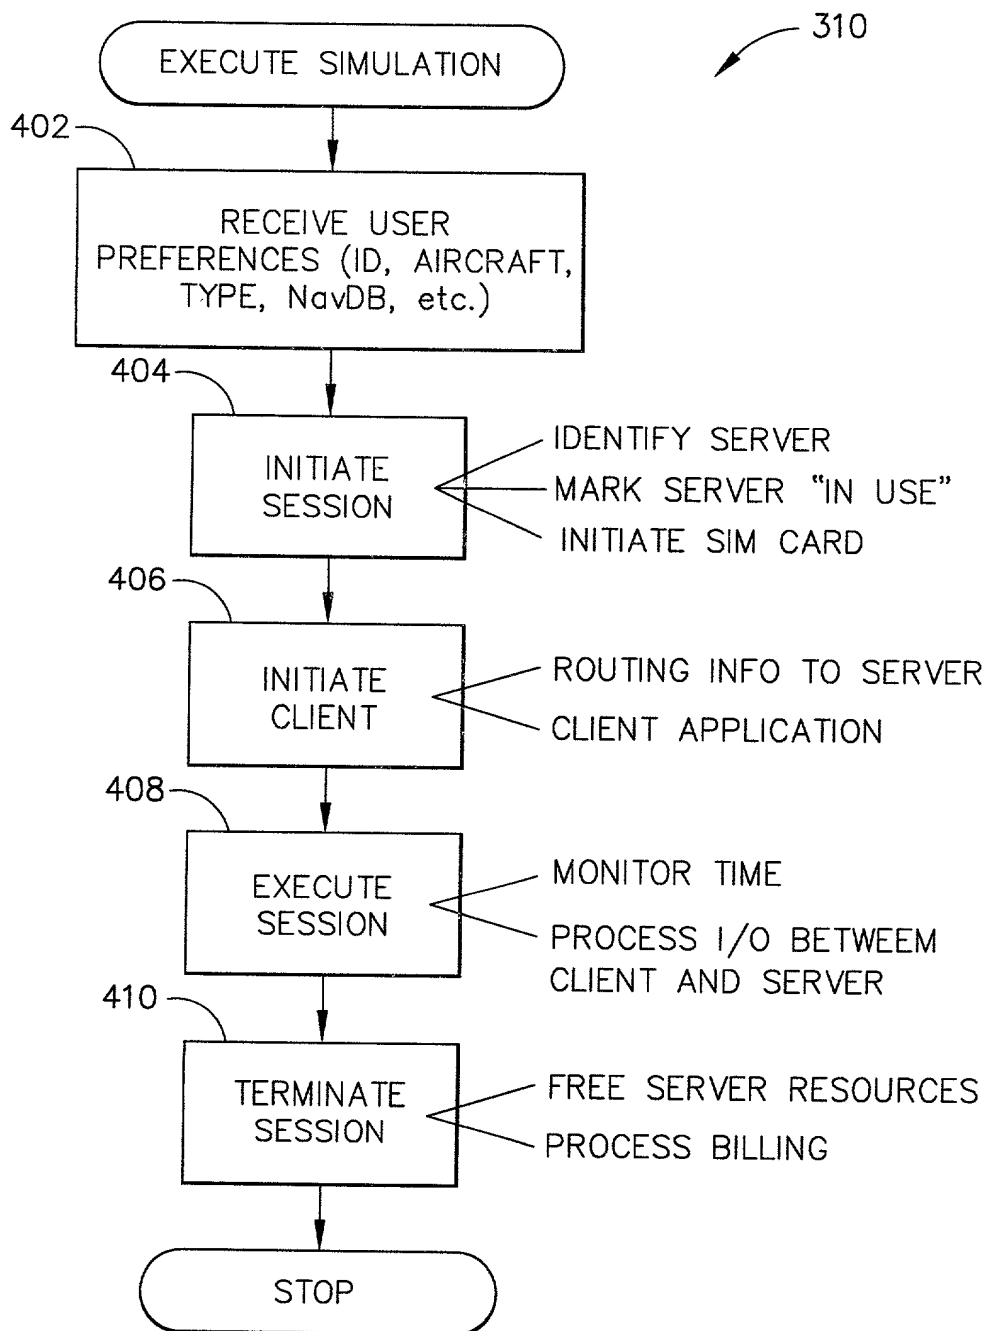 310
EXECUTE SIMULATION
402
RECEIVE USER
PREFERENCES (ID, AIRCRAFT,
TYPE, NavDB, etc.)
404
INITIATE
SESSION
IDENTIFY SERVER
MARK SERVER “IN USE”
INITIATE SIM CARD
406
INITIATE
CLIENT
ROUTING INFO TO SERVER
CLIENT APPLICATION
408
EXECUTE
SESSION
MONITOR TIME
PROCESS I/O BETWEEM
CLIENT AND SERVER
410
TERMINATE
SESSION
FREE SERVER RESOURCES
PROCESS BILLING
STOP